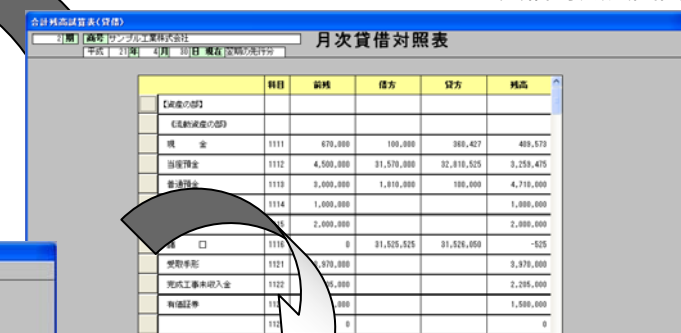 合計残高試算表(貸借)
2 期 商号 サンプル工業株式会社
月次貸借対照表
平成 21 年 4 月 30 日 現在 翌期の先行分
科目 前残 借方 貸方 残高
【資産の部】
《流動資産の部》
現 金 1111 670,000 100,000 360,427 409,573
当座預金 1112 4,500,000 31,570,000 32,810,525 3,259,475
普通預金 1113 3,000,000 1,810,000 100,000 4,710,000
1114 1,000,000 1,000,000
2,000,000 2,000,000
口 1116 0 31,525,525 31,526,050 -525
受取手形 1121 3,970,000
完成工事未収入金 1122 2,205,000
有価証券 1,500,000
0 0